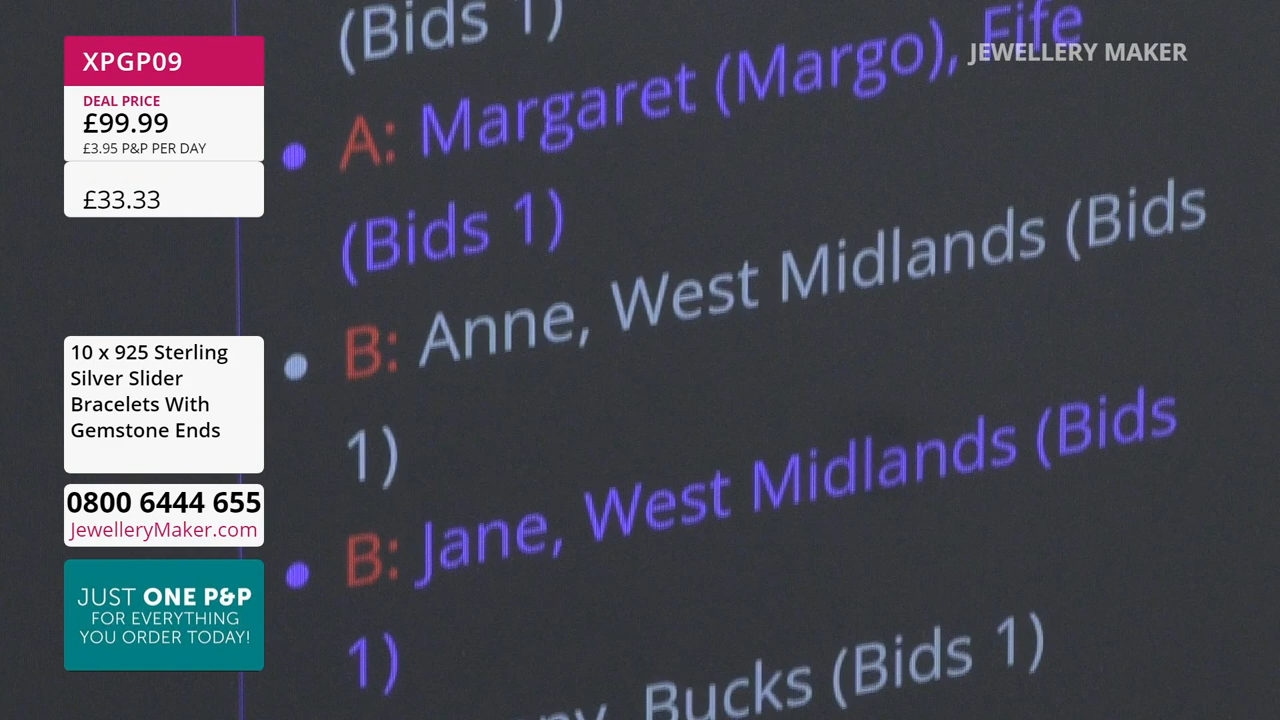 XPGP09
DEAL PRICE
£99.99
£3.95 P&P PER DAY
£33.33
10 x 925 Sterling
Silver Slider
Bracelets With
Gemstone Ends
0800 6444 655
JewelleryMaker.com
JUST ONE P&P
FOR EVERYTHING
YOU ORDER TODAY!
JEWELLERY MAKER
(Bids 1)
A: Margaret (Margo), Fife
(Bids 1)
B: Anne, West Midlands (Bids
1)
B: Jane, West Midlands (Bids
1)
Bucks (Bids 1)